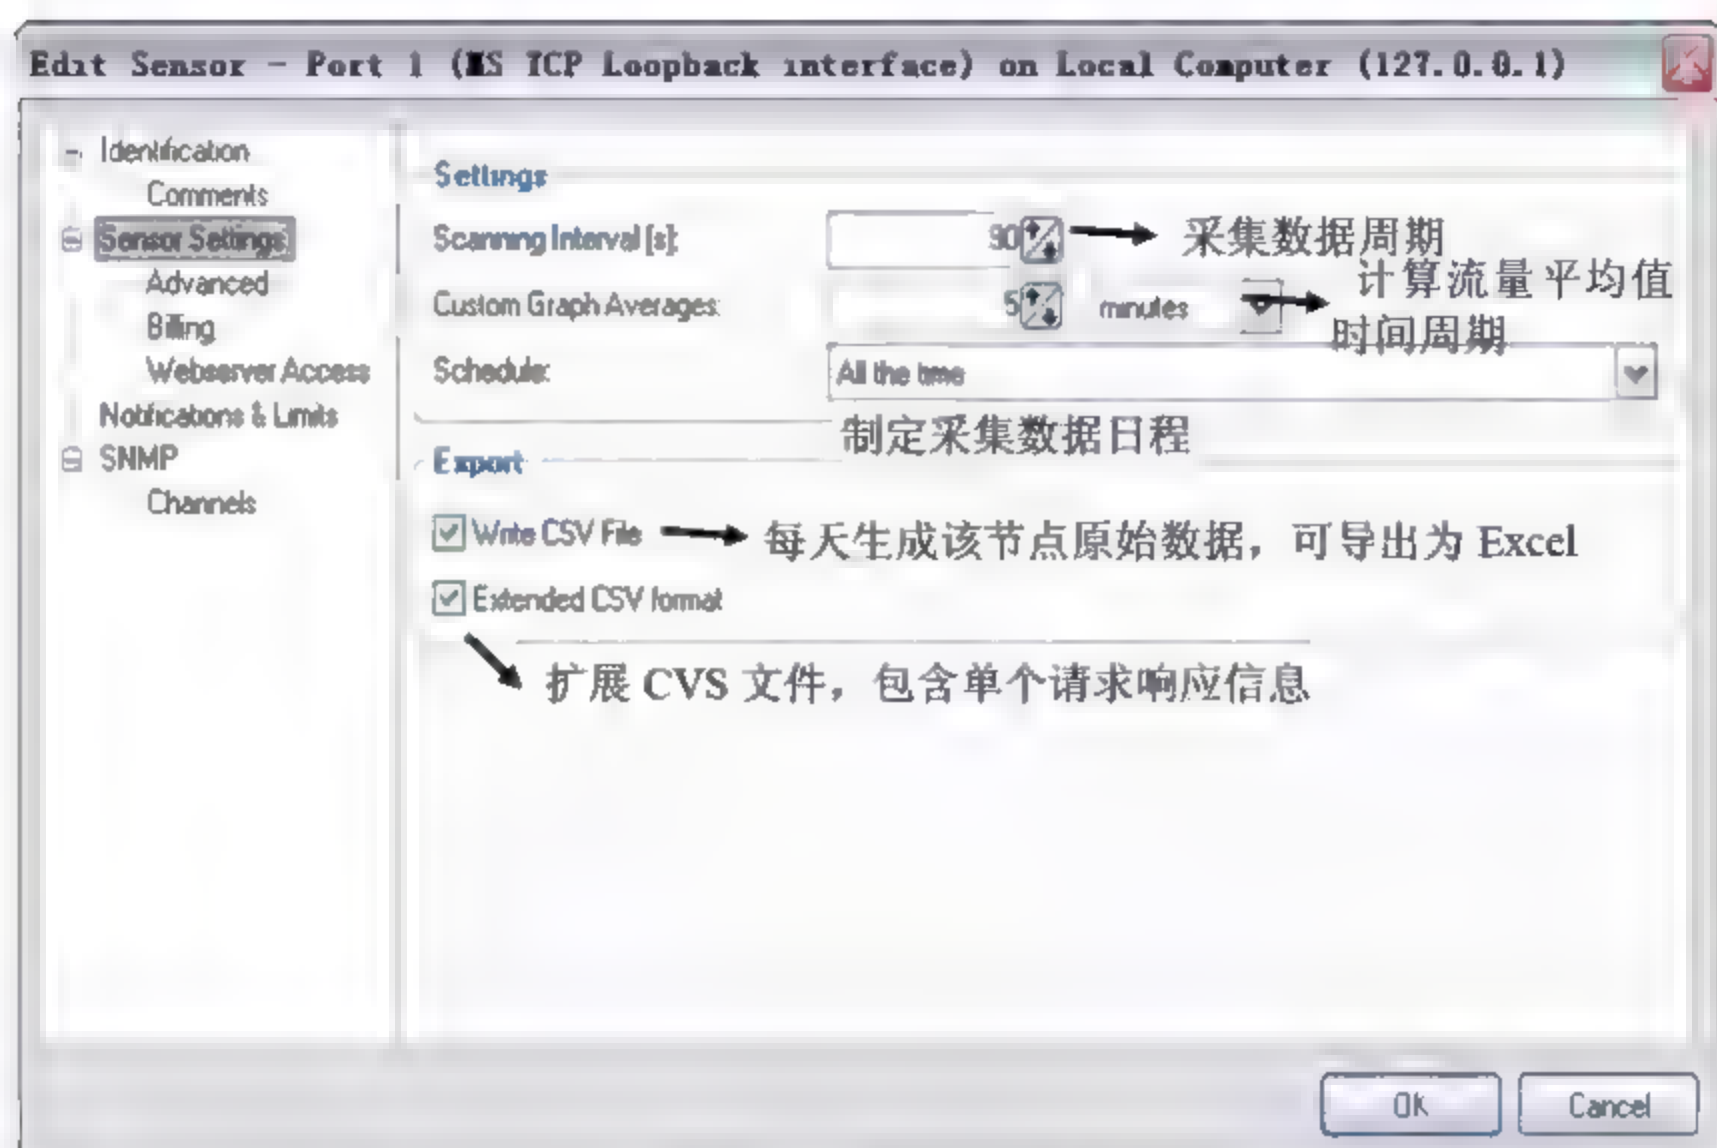 Edit Sensor - Port 1 (MS TCP Loopback interface) on Local Computer (127.0.0.1)
Identification
Comments
Sensor Settings
Advanced
Billing
Webserver Access
Notifications & Limits
SNMP
Channels
Settings
Scanning Interval [s]: 90 采集数据周期
Custom Graph Averages: 5 minutes 计算流量平均值
时间周期
Schedule: All the time
制定采集数据日程
Export
Write CSV File 每天生成该节点原始数据，可导出为 Excel
Extended CSV format
扩展 CVS 文件，包含单个请求响应信息
OK Cancel